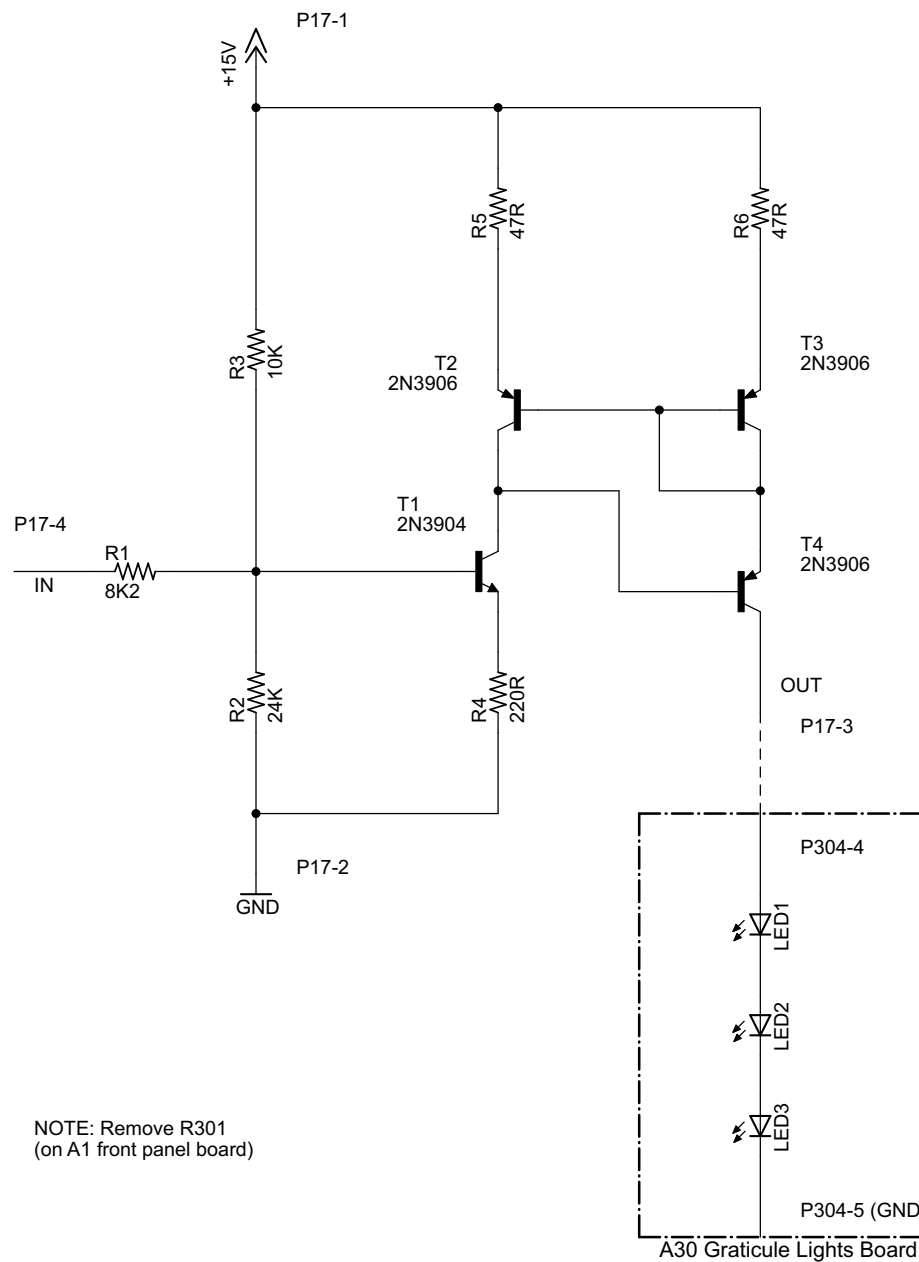 P17-1
+15V
R5
47R
R6
47R
R3
10K
T2
2N3906
T3
2N3906
P17-4
IN
R1
8K2
T1
2N3904
T4
2N3906
R2
24K
R4
220R
OUT
P17-3
P17-2
GND
P304-4
LED1
LED2
LED3
NOTE: Remove R301
(on A1 front panel board)
P304-5 (GND
A30 Graticule Lights Board